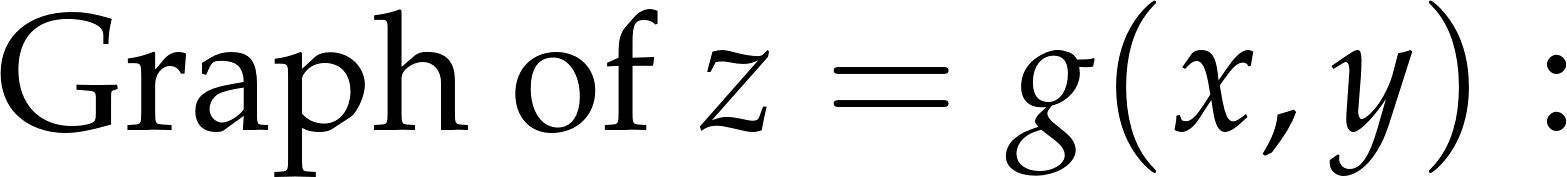 Graph of z = g(x, y) :